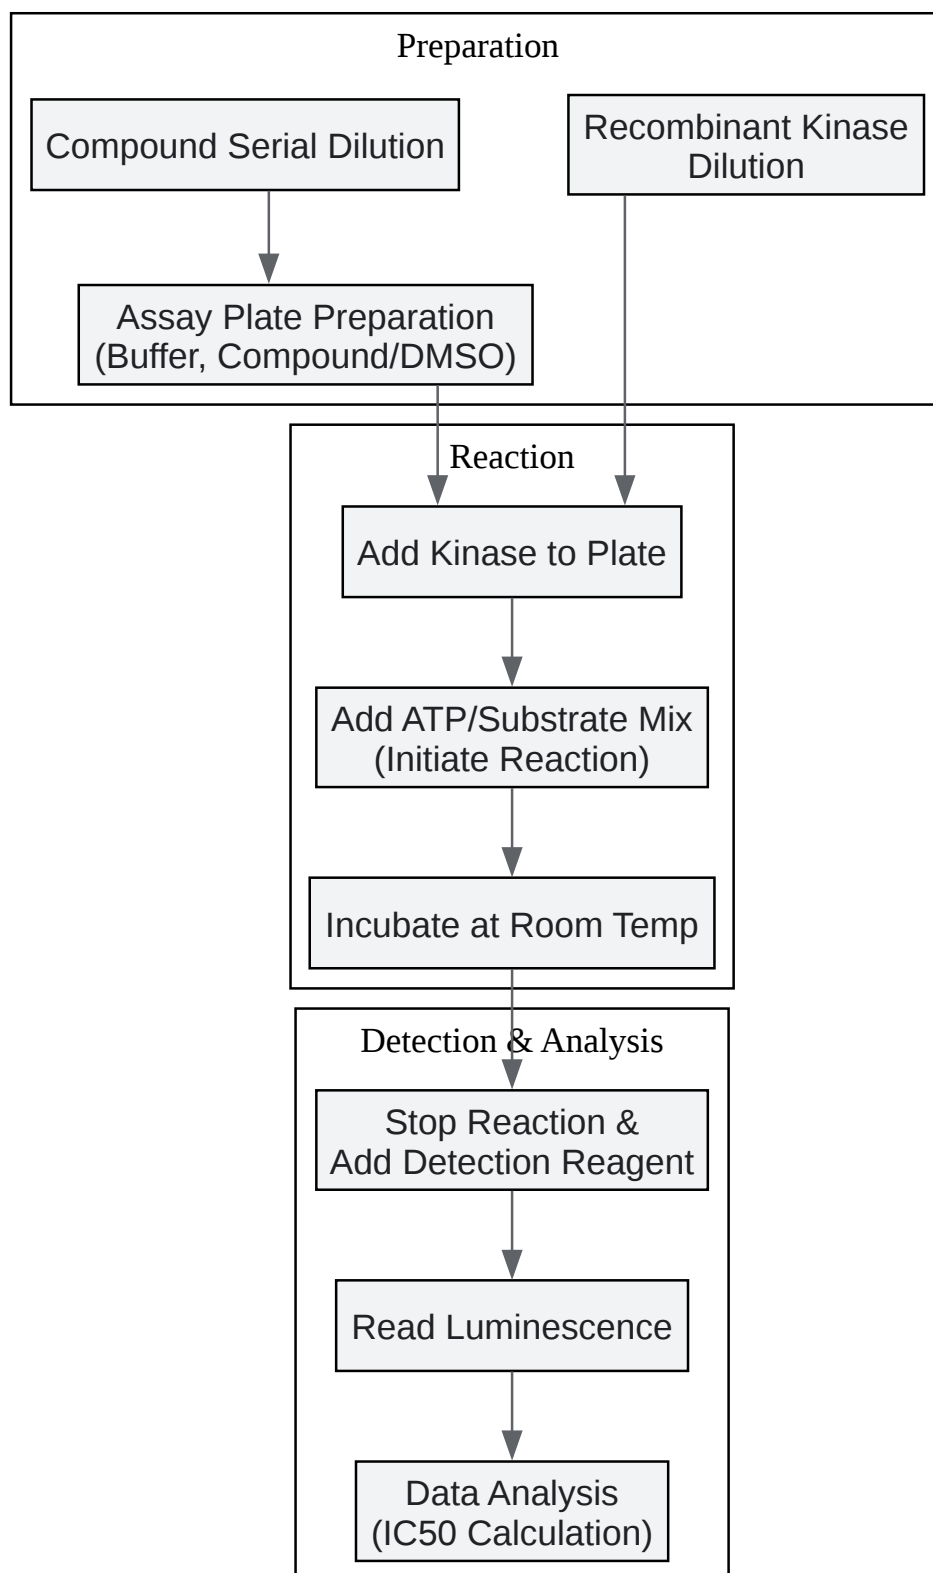 Preparation
Compound Serial Dilution
Recombinant Kinase
Dilution
Assay Plate Preparation
(Buffer, Compound/DMSO)
Reaction
Add Kinase to Plate
Add ATP/Substrate Mix
(Initiate Reaction)
Incubate at Room Temp
Detection & Analysis
Stop Reaction &
Add Detection Reagent
Read Luminescence
Data Analysis
(IC50 Calculation)